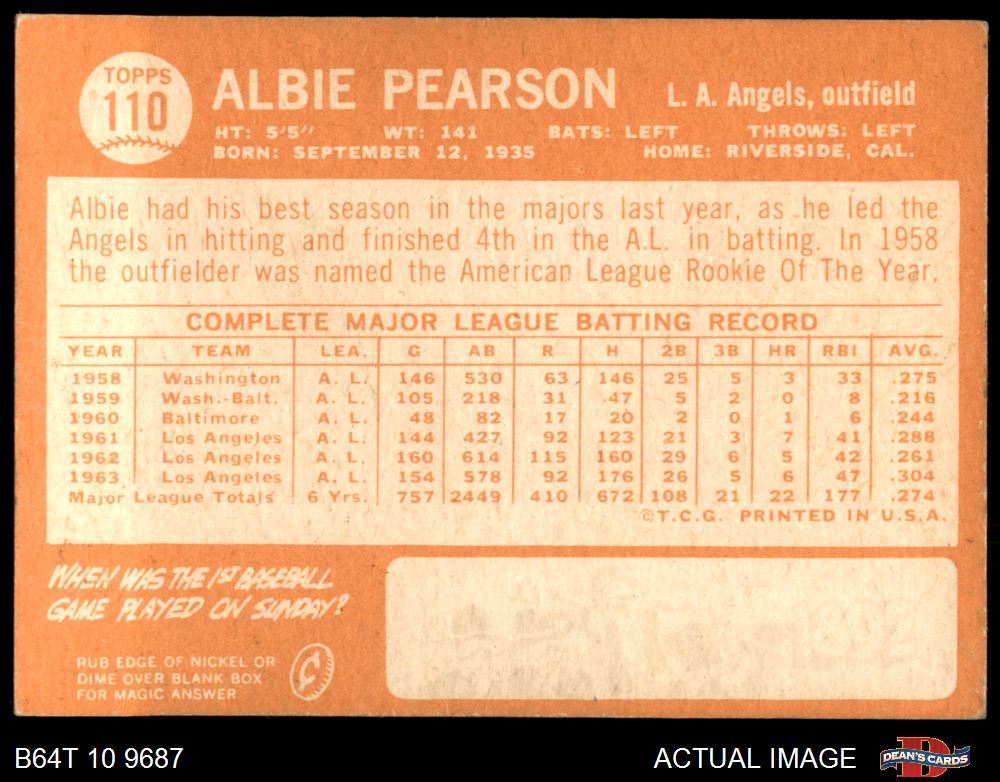 TOPPS
110
ALBIE PEARSON
L. A. Angels, outfield
HT: 5'5" WT: 141 BATS: LEFT THROWS: LEFT
BORN: SEPTEMBER 12, 1935 HOME: RIVERSIDE, CAL.
Albie had his best season in the majors last year, as he led the
Angels in hitting and finished 4th in the A.L. in batting. In 1958
the outfielder was named the American League Rookie Of The Year.
COMPLETE MAJOR LEAGUE BATTING RECORD
YEAR TEAM LEA. G AB R H 2B 3B HR RBI AVG.
1958 Washington A. L. 146 530 63 146 25 5 3 33 .275
1959 Wash.-Balt. A. L. 105 218 31 47 5 2 0 8 .216
1960 Baltimore A. L. 48 82 17 20 2 0 1 6 .244
1961 Los Angeles A. L. 144 427 92 123 21 3 7 41 .288
1962 Los Angeles A. L. 160 614 115 160 29 6 5 42 .261
1963 Los Angeles A. L. 154 578 92 176 26 5 6 47 .304
Major League Totals 6 Yrs. 757 2449 410 672 108 21 22 177 .274
©T.C.G. PRINTED IN U.S.A.
WHEN WAS THE 1ST BASEBALL
GAME PLAYED ON SUNDAY?
RUB EDGE OF NICKEL OR
DIME OVER BLANK BOX
FOR MAGIC ANSWER
B64T 10 9687
ACTUAL IMAGE
DEAN'S CARDS